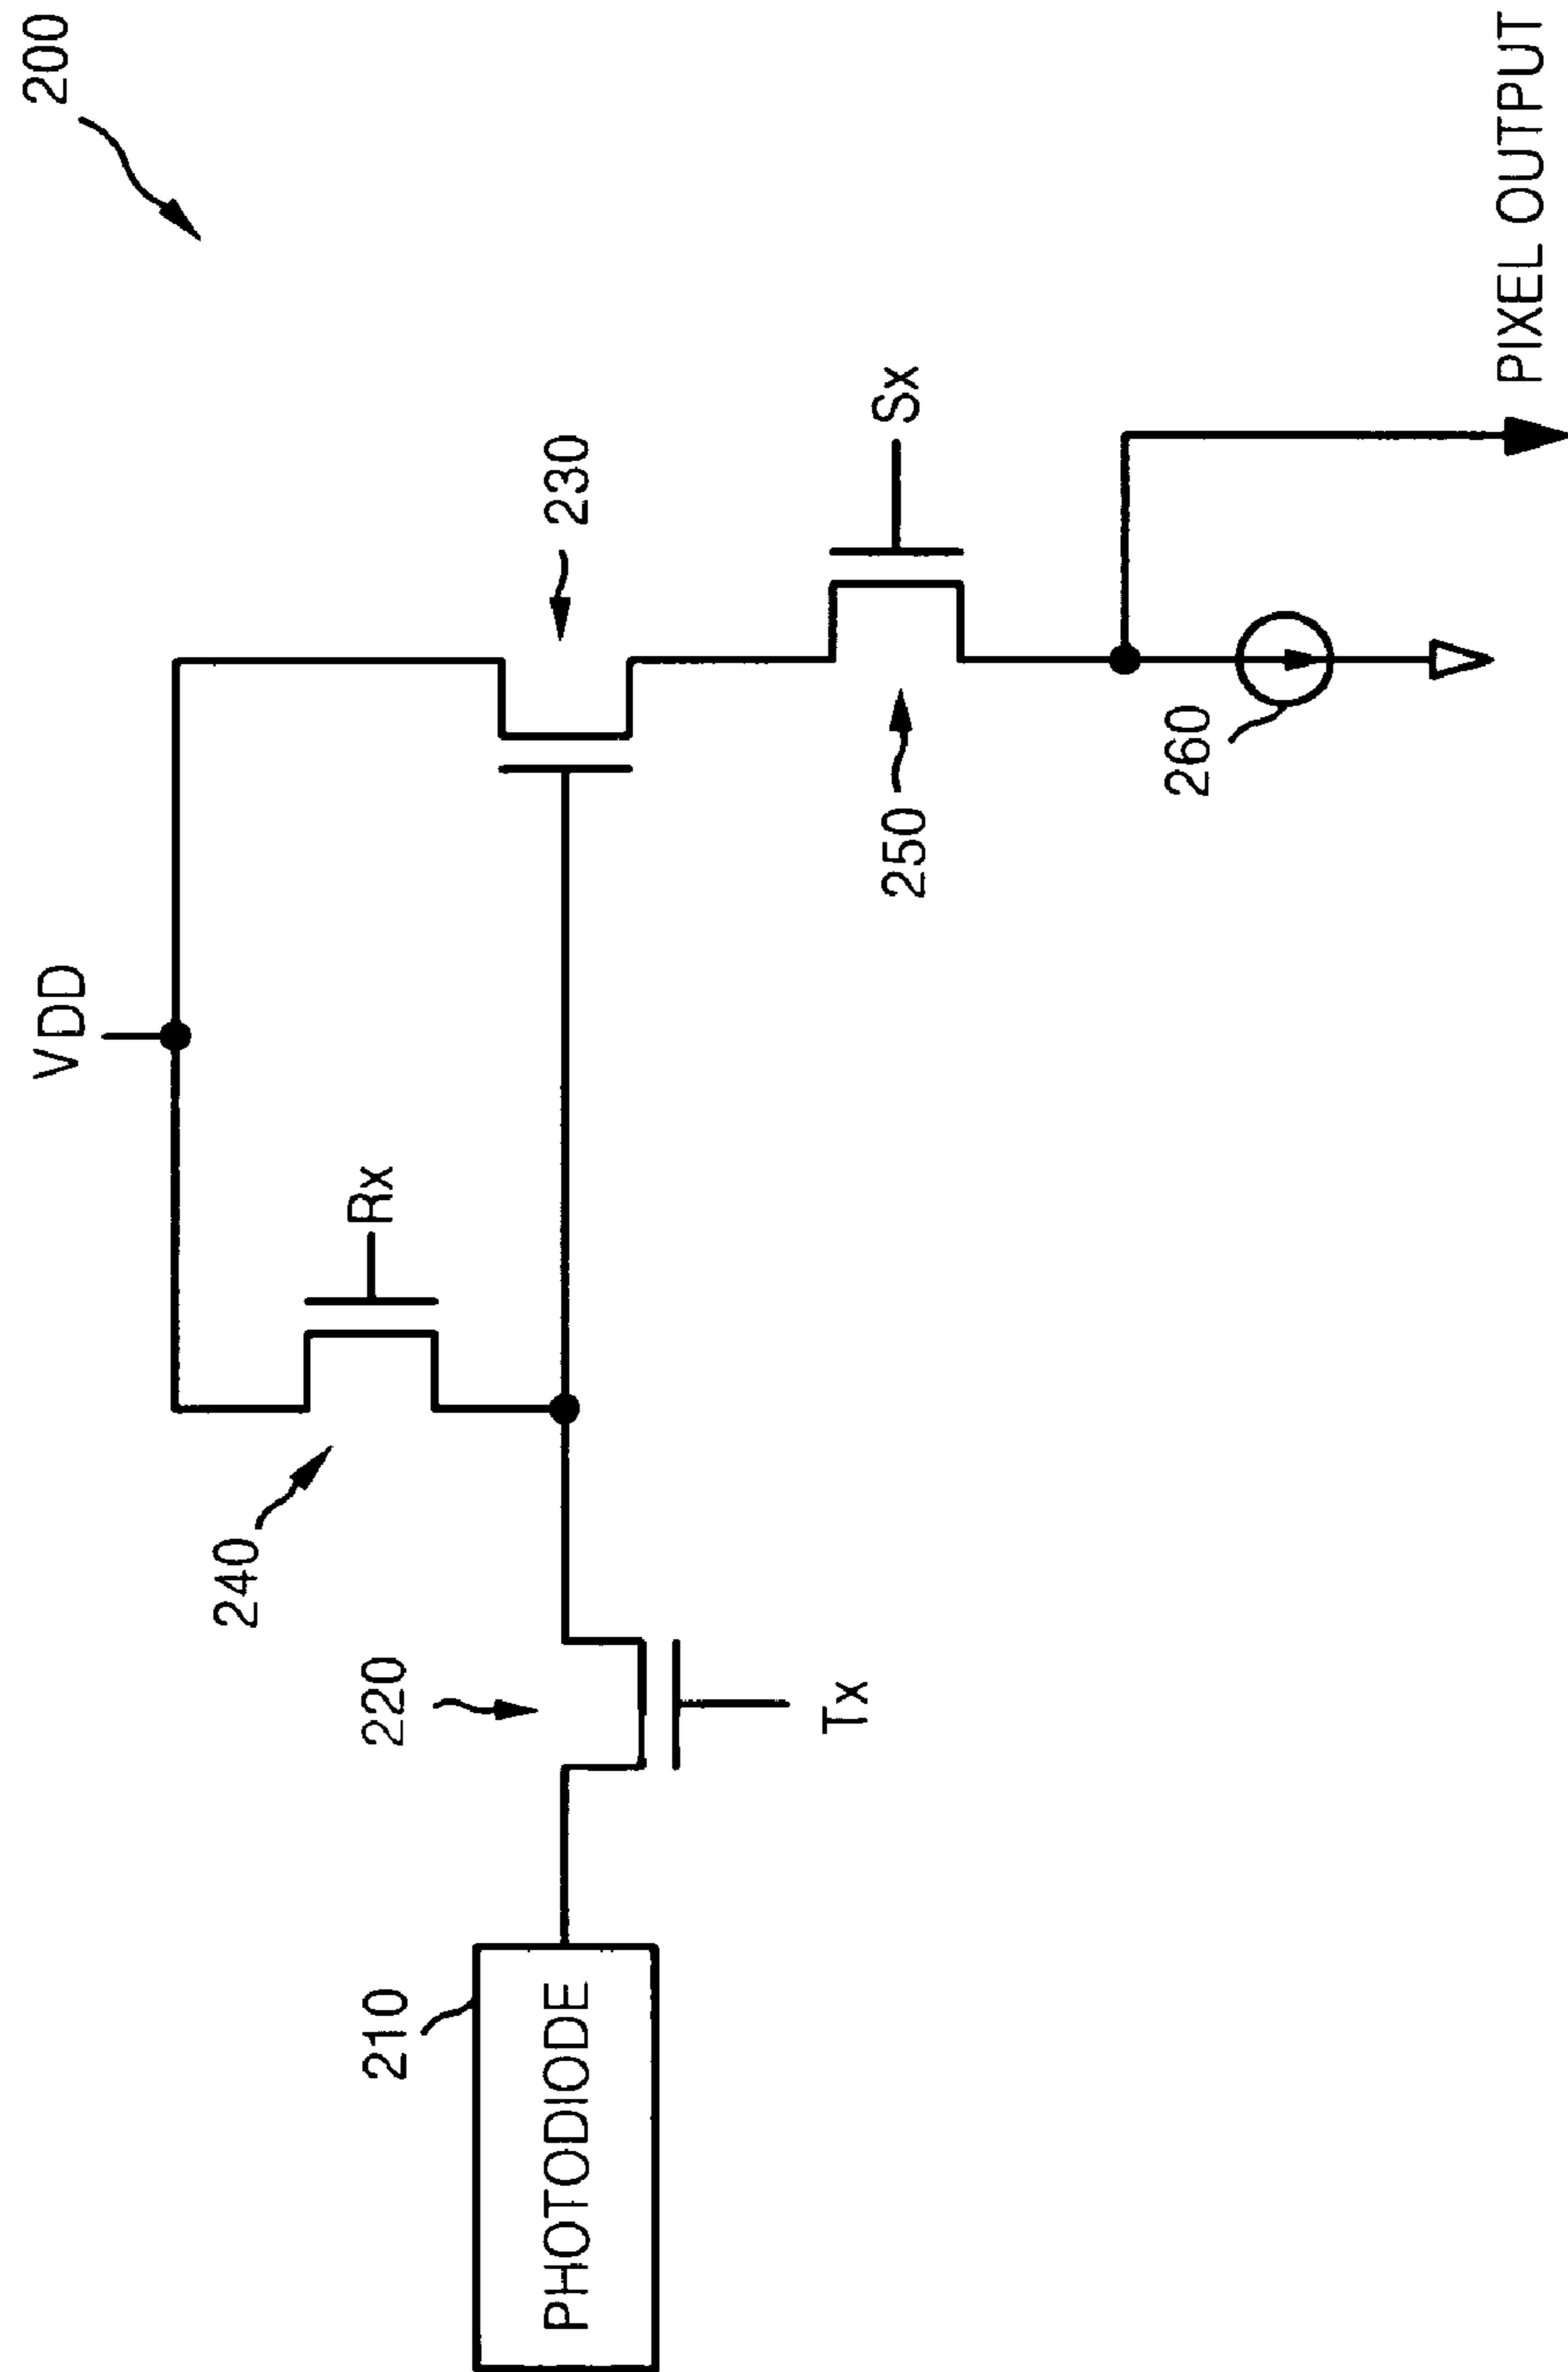 200
VDD
240
Rx
230
210
220
PHOTODIODE
Tx
250
Sx
260
PIXEL OUTPUT